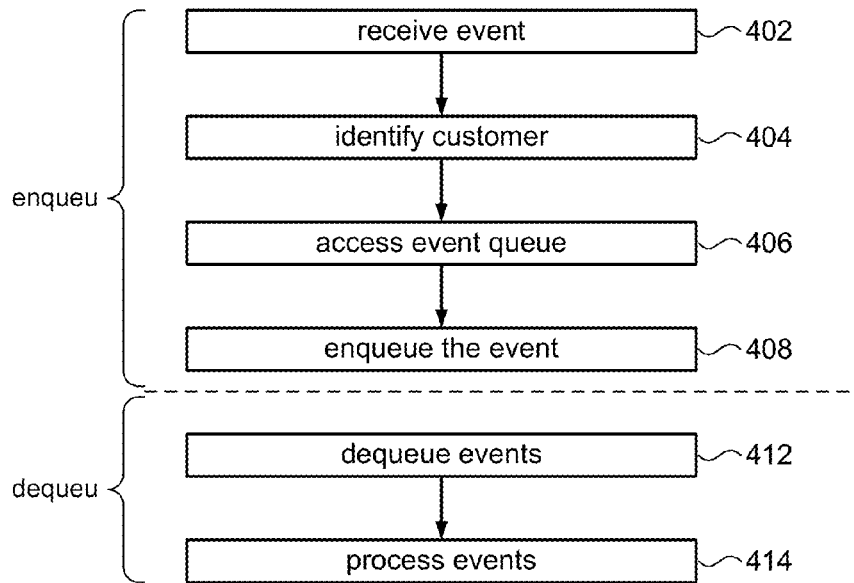 receive event 402
identify customer 404
enqueu
access event queue 406
enqueue the event 408
dequeue events 412
dequeu
process events 414